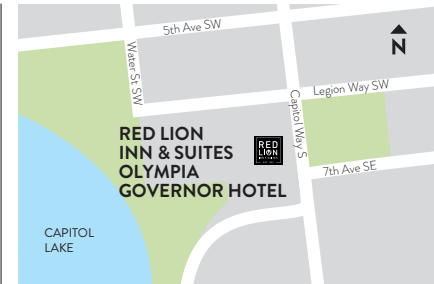 5th Ave SW
N
Water St SW
Legion Way SW
Capitol Way S
RED LION
INN & SUITES
OLYMPIA
GOVERNOR HOTEL
RED
LION
7th Ave SE
CAPITOL
LAKE